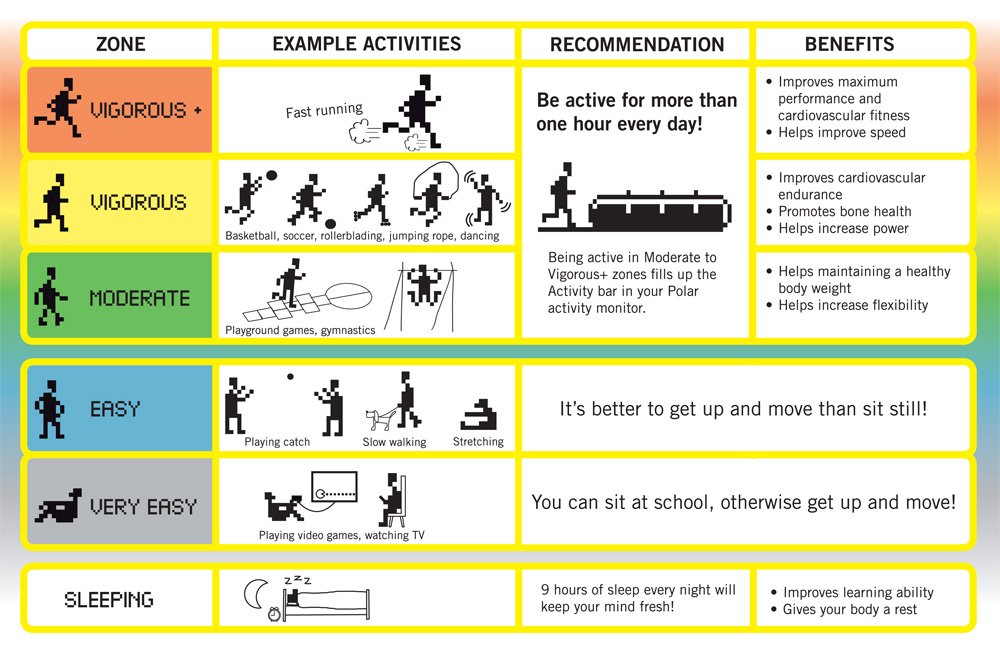 ZONE
EXAMPLE ACTIVITIES
RECOMMENDATION
BENEFITS
VIGOROUS +
Fast running
Be active for more than
one hour every day!
• Improves maximum
performance and
cardiovascular fitness
• Helps improve speed
VIGOROUS
Basketball, soccer, rollerblading, jumping rope, dancing
• Improves cardiovascular
endurance
• Promotes bone health
• Helps increase power
Being active in Moderate to
Vigorous+ zones fills up the
Activity bar in your Polar
activity monitor.
MODERATE
Playground games, gymnastics
• Helps maintaining a healthy
body weight
• Helps increase flexibility
EASY
Playing catch
Slow walking
Stretching
It's better to get up and move than sit still!
VERY EASY
Playing video games, watching TV
You can sit at school, otherwise get up and move!
SLEEPING
z z z
9 hours of sleep every night will
keep your mind fresh!
• Improves learning ability
• Gives your body a rest